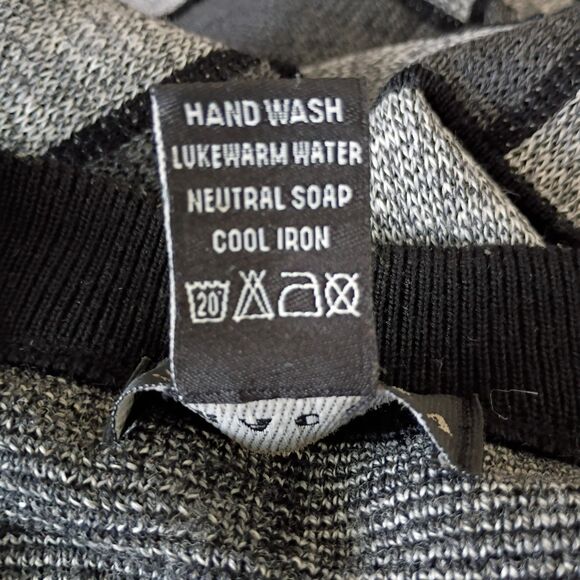 HAND WASH
LUKEWARM WATER
NEUTRAL SOAP
COOL IRON
20